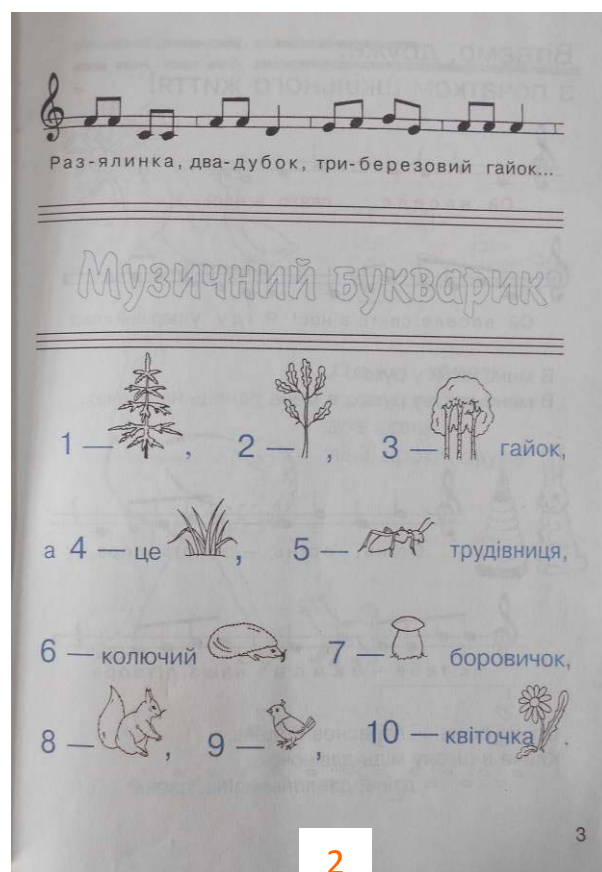 Раз-ялинка, два-дубок, три-березовий гайок...
Музичний букварик
1 — , 2 — , 3 — гайок,
а 4 — це , 5 — трудівниця,
6 — колючий 7 — боровичок,
8 — , 9 — , 10 — квіточка .
3
2